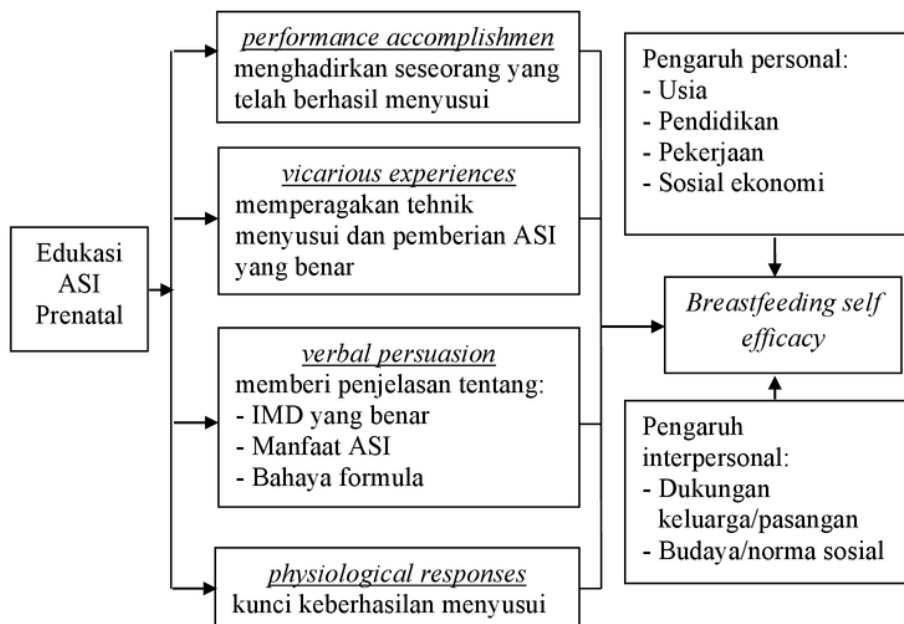 Edukasi
ASI
Prenatal
performance accomplishmen
menghadirkan seseorang yang
telah berhasil menyusui
vicarious experiences
memperagakan tehnik
menyusui dan pemberian ASI
yang benar
verbal persuasion
memberi penjelasan tentang:
- IMD yang benar
- Manfaat ASI
- Bahaya formula
physiological responses
kunci keberhasilan menyusui
Pengaruh personal:
- Usia
- Pendidikan
- Pekerjaan
- Sosial ekonomi
Breastfeeding self
efficacy
Pengaruh
interpersonal:
- Dukungan
keluarga/pasangan
- Budaya/norma sosial